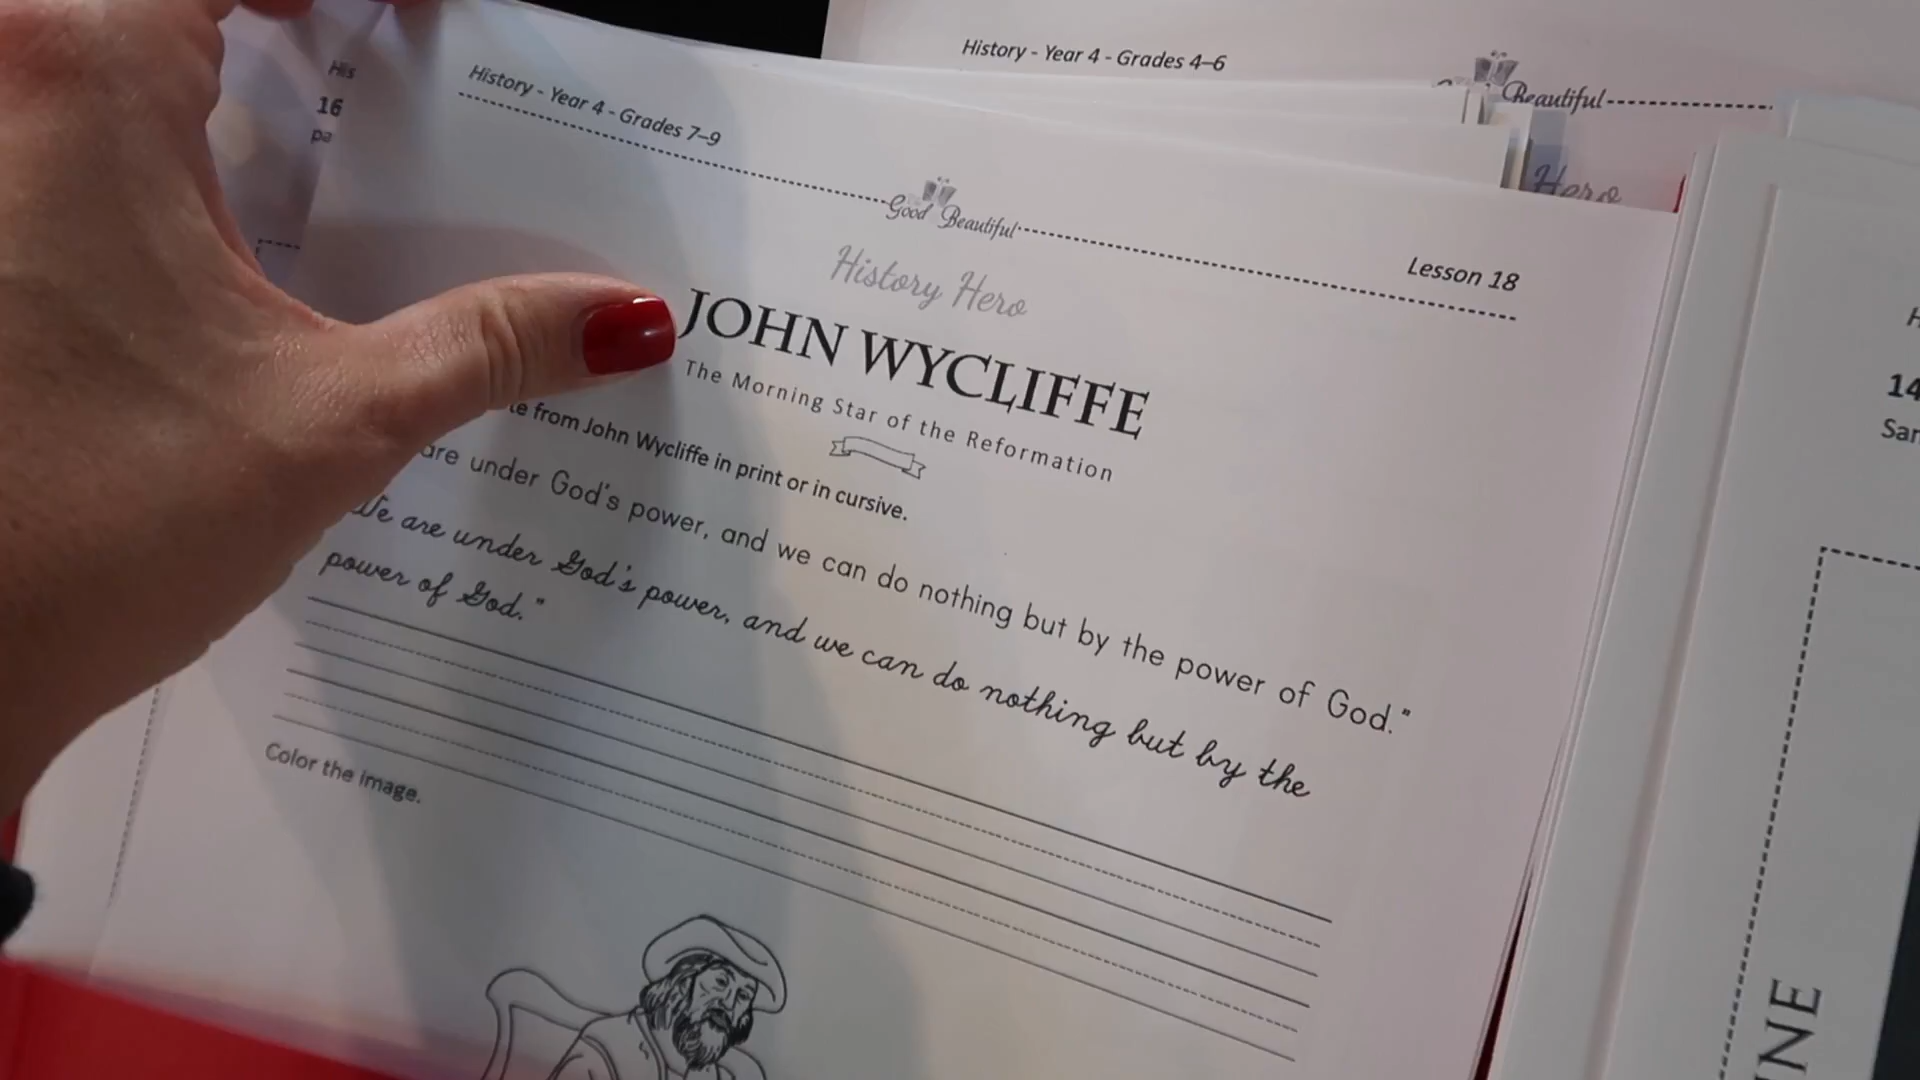 History - Year 4 - Grades 4–6
Beautiful
Hero
His
16
pa
History - Year 4 - Grades 7–9
Good Beautiful
Lesson 18
History Hero
JOHN WYCLIFFE
The Morning Star of the Reformation
from John Wycliffe in print or in cursive.
are under God's power, and we can do nothing but by the power of God."
We are under God's power, and we can do nothing but by the
power of God."
Color the image.
14